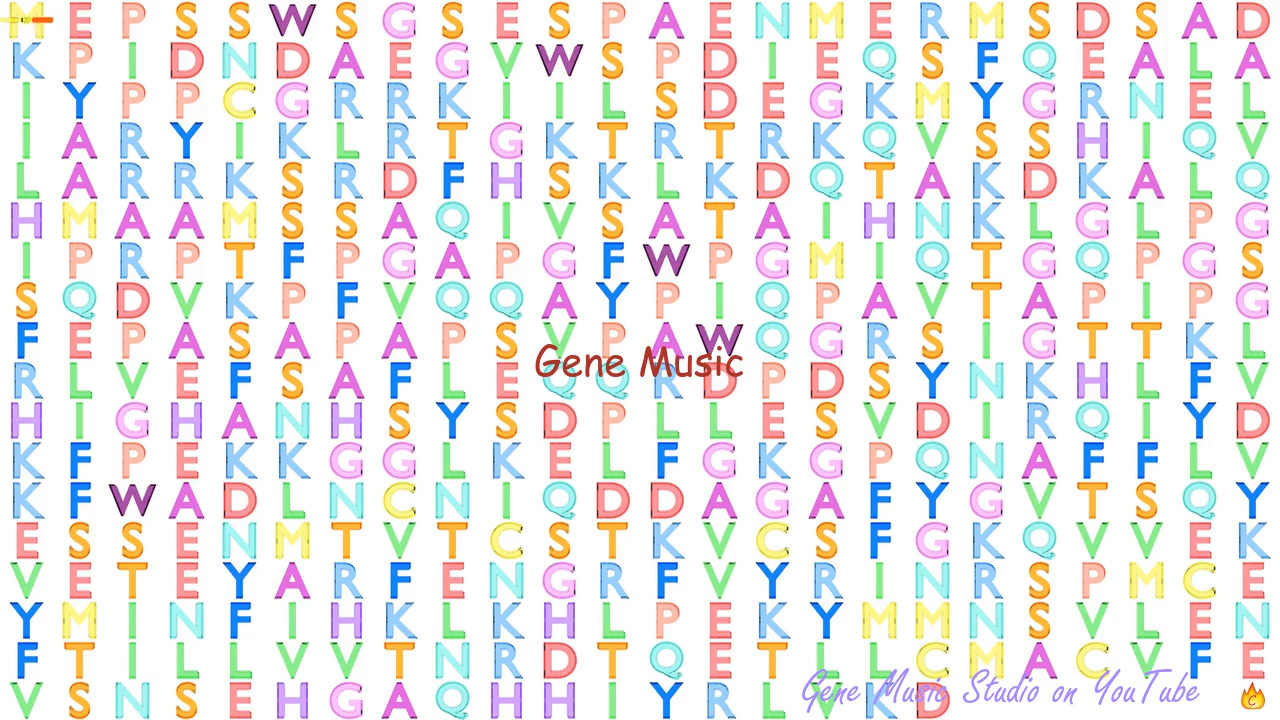 M E P S S W S G S E S P A E N M E R M S D S A D
K P I D N D A E G V W S P D I E Q S F Q E A L A
I Y P P C G R R K I I L S D E G K M Y G R N E L
I A R Y I K L R T G K T R T R K Q V S S H I Q V
L A R R K S R D F H S K L K D Q T A K D K A L Q
H M A A M S S A Q I V S A T A I H N K L G L P G
I P R P T F P G A P G F W P G M I Q T G Q P G S
S Q D V K P F V Q Q A Y P I Q P A V T A P I P G
F E P A S A P A P S V P A W Q G R S I G T T K L
Gene Music
R L V E F S A F L E Q Q R D P D S Y N K H L F V
H I G H A N H S Y S D P L L E S V D I R Q I Y D
K F P E K K G G L K E L F G K G P Q N A F F L V
K F W A D L N C N I Q D D A G A F Y G V T S Q Y
E S S E N M T V T C S T K V C S F G K Q V V E K
V E T E Y A R F E N G R F V Y R I N R S P M C E
Y M I N F I H K L K H L P E K Y M M N S V L E N
F T I L L V V T N R D T Q E T L L C M A C V F E
Gene Music Studio on YouTube
V S N S E H G A Q H H I Y R L V K D